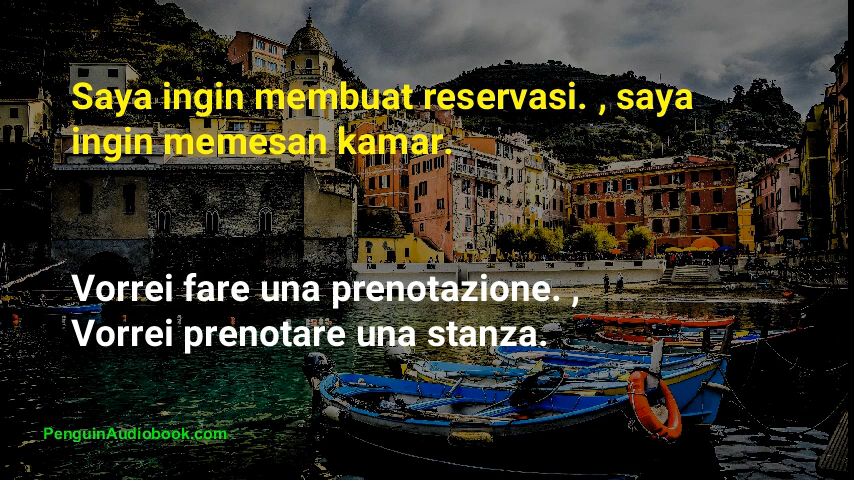 Saya ingin membuat reservasi. , saya
ingin memesan kamar.
Vorrei fare una prenotazione. ,
Vorrei prenotare una stanza.
PenguinAudiobook.com